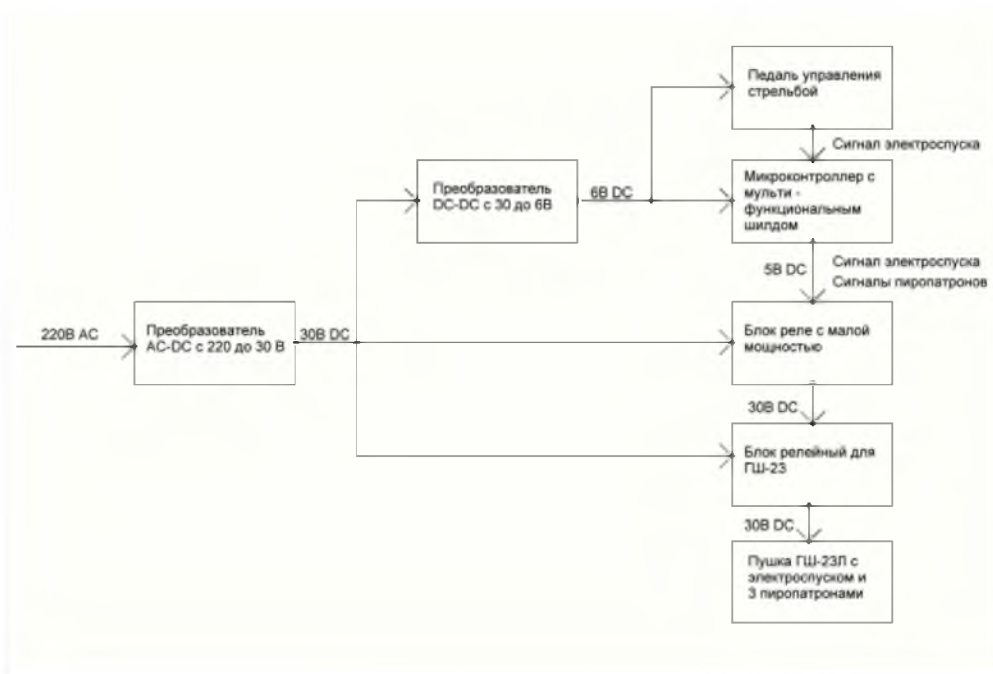 Педаль управления
стрельбой
Сигнал электроспуска
Микроконтроллер с
мульти -
функциональным
шилдом
Преобразователь
DC-DC с 30 до 6В
6В DC
5В DC
Сигнал электроспуска
Сигналы пиропатронов
220В AC
Преобразователь
AC-DC с 220 до 30 В
30В DC
Блок реле с малой
мощностью
30В DC
Блок релейный для
ГШ-23
30В DC
Пушка ГШ-23Л с
электроспуском и
3 пиропатронами